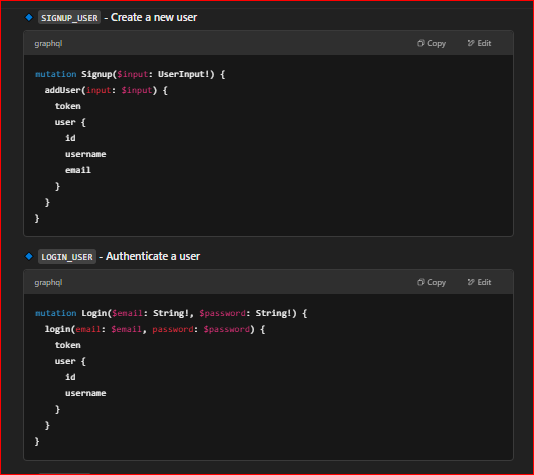 SIGNUP_USER - Create a new user
graphql Copy Edit
mutation Signup($input: UserInput!) {
  addUser(input: $input) {
    token
    user {
      id
      username
      email
    }
  }
}
LOGIN_USER - Authenticate a user
graphql Copy Edit
mutation Login($email: String!, $password: String!) {
  login(email: $email, password: $password) {
    token
    user {
      id
      username
    }
  }
}